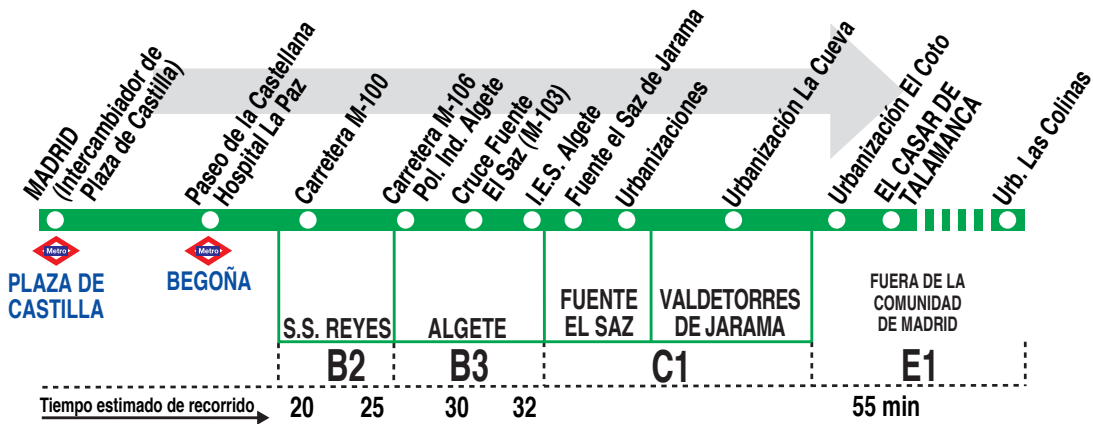 MADRID
(Intercambiador de
Plaza de Castilla)
Paseo de la Castellana
Hospital La Paz
Carretera M-100
Carretera M-106
Pol. Ind. Algete
Cruce Fuente
El Saz (M-103)
I.E.S. Algete
Fuente el Saz de Jarama
Urbanizaciones
Urbanización La Cueva
Urbanización El Coto
EL CASAR DE
TALAMANCA
Urb. Las Colinas
Metro
PLAZA DE
CASTILLA
Metro
BEGOÑA
S.S. REYES
ALGETE
FUENTE
EL SAZ
VALDETORRES
DE JARAMA
FUERA DE LA
COMUNIDAD
DE MADRID
B2
B3
C1
E1
Tiempo estimado de recorrido
20
25
30
32
55 min